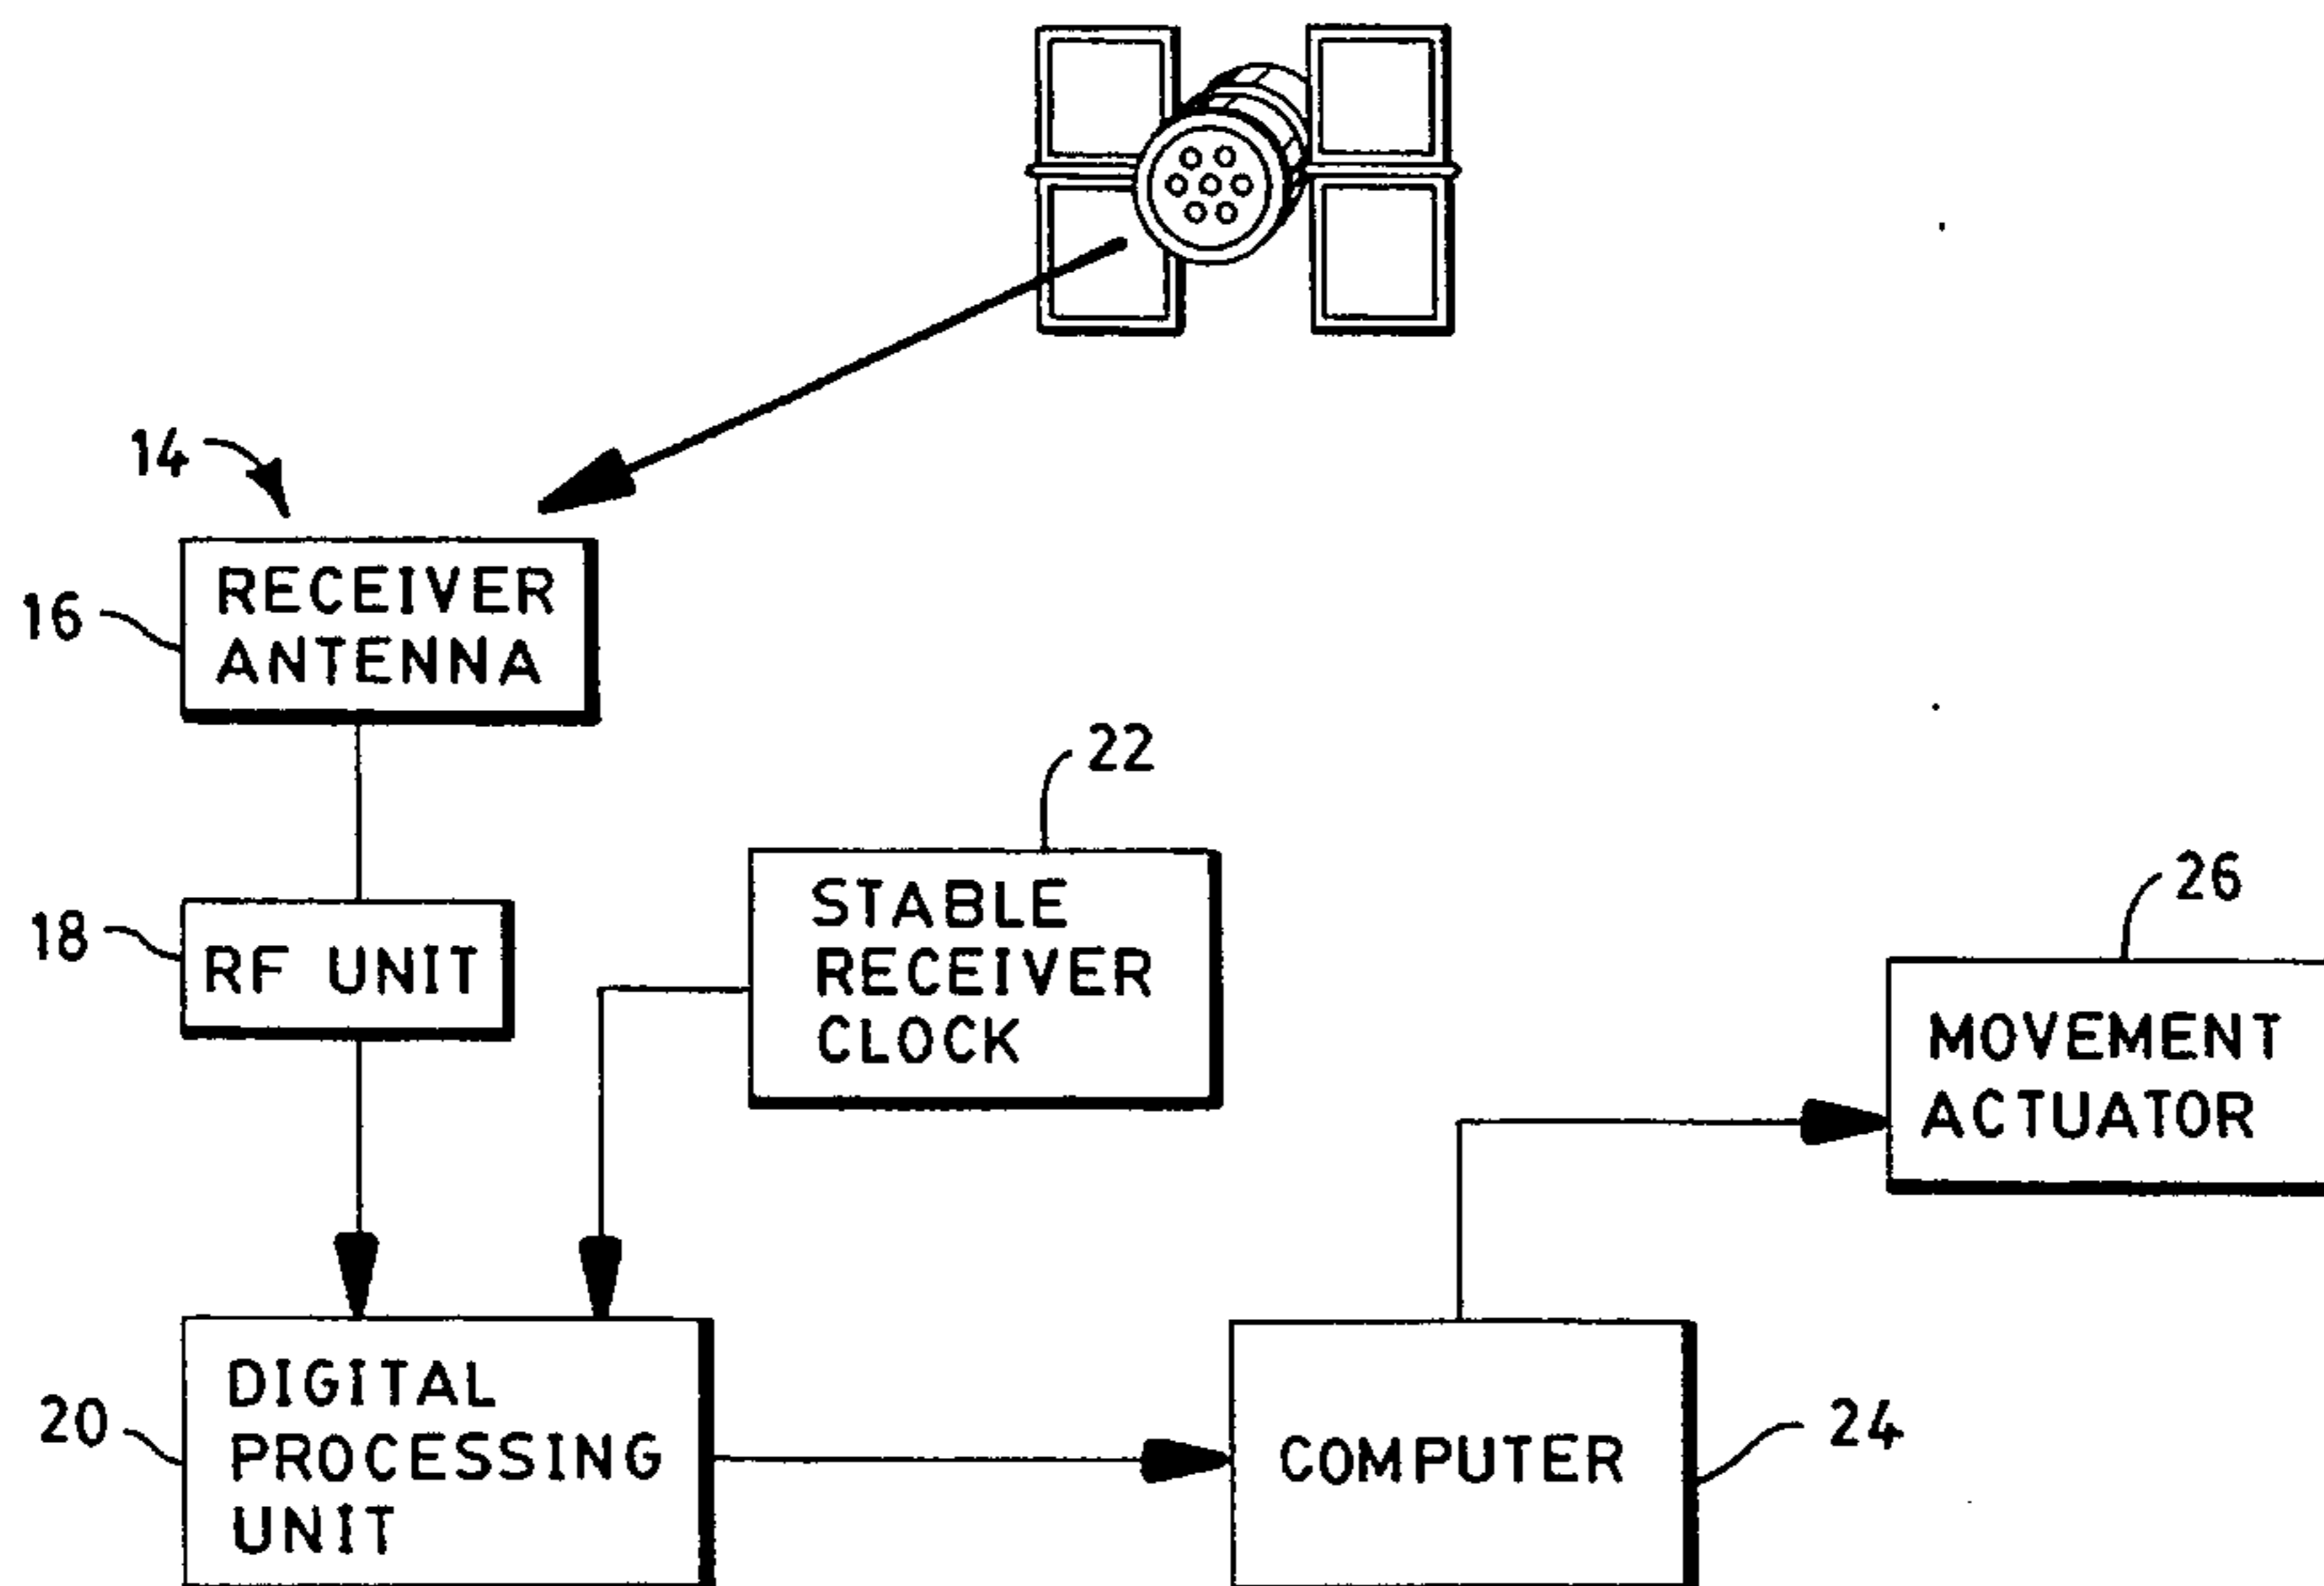 14
16
RECEIVER
ANTENNA
22
18
RF UNIT
STABLE
RECEIVER
CLOCK
26
MOVEMENT
ACTUATOR
20
DIGITAL
PROCESSING
UNIT
COMPUTER
24